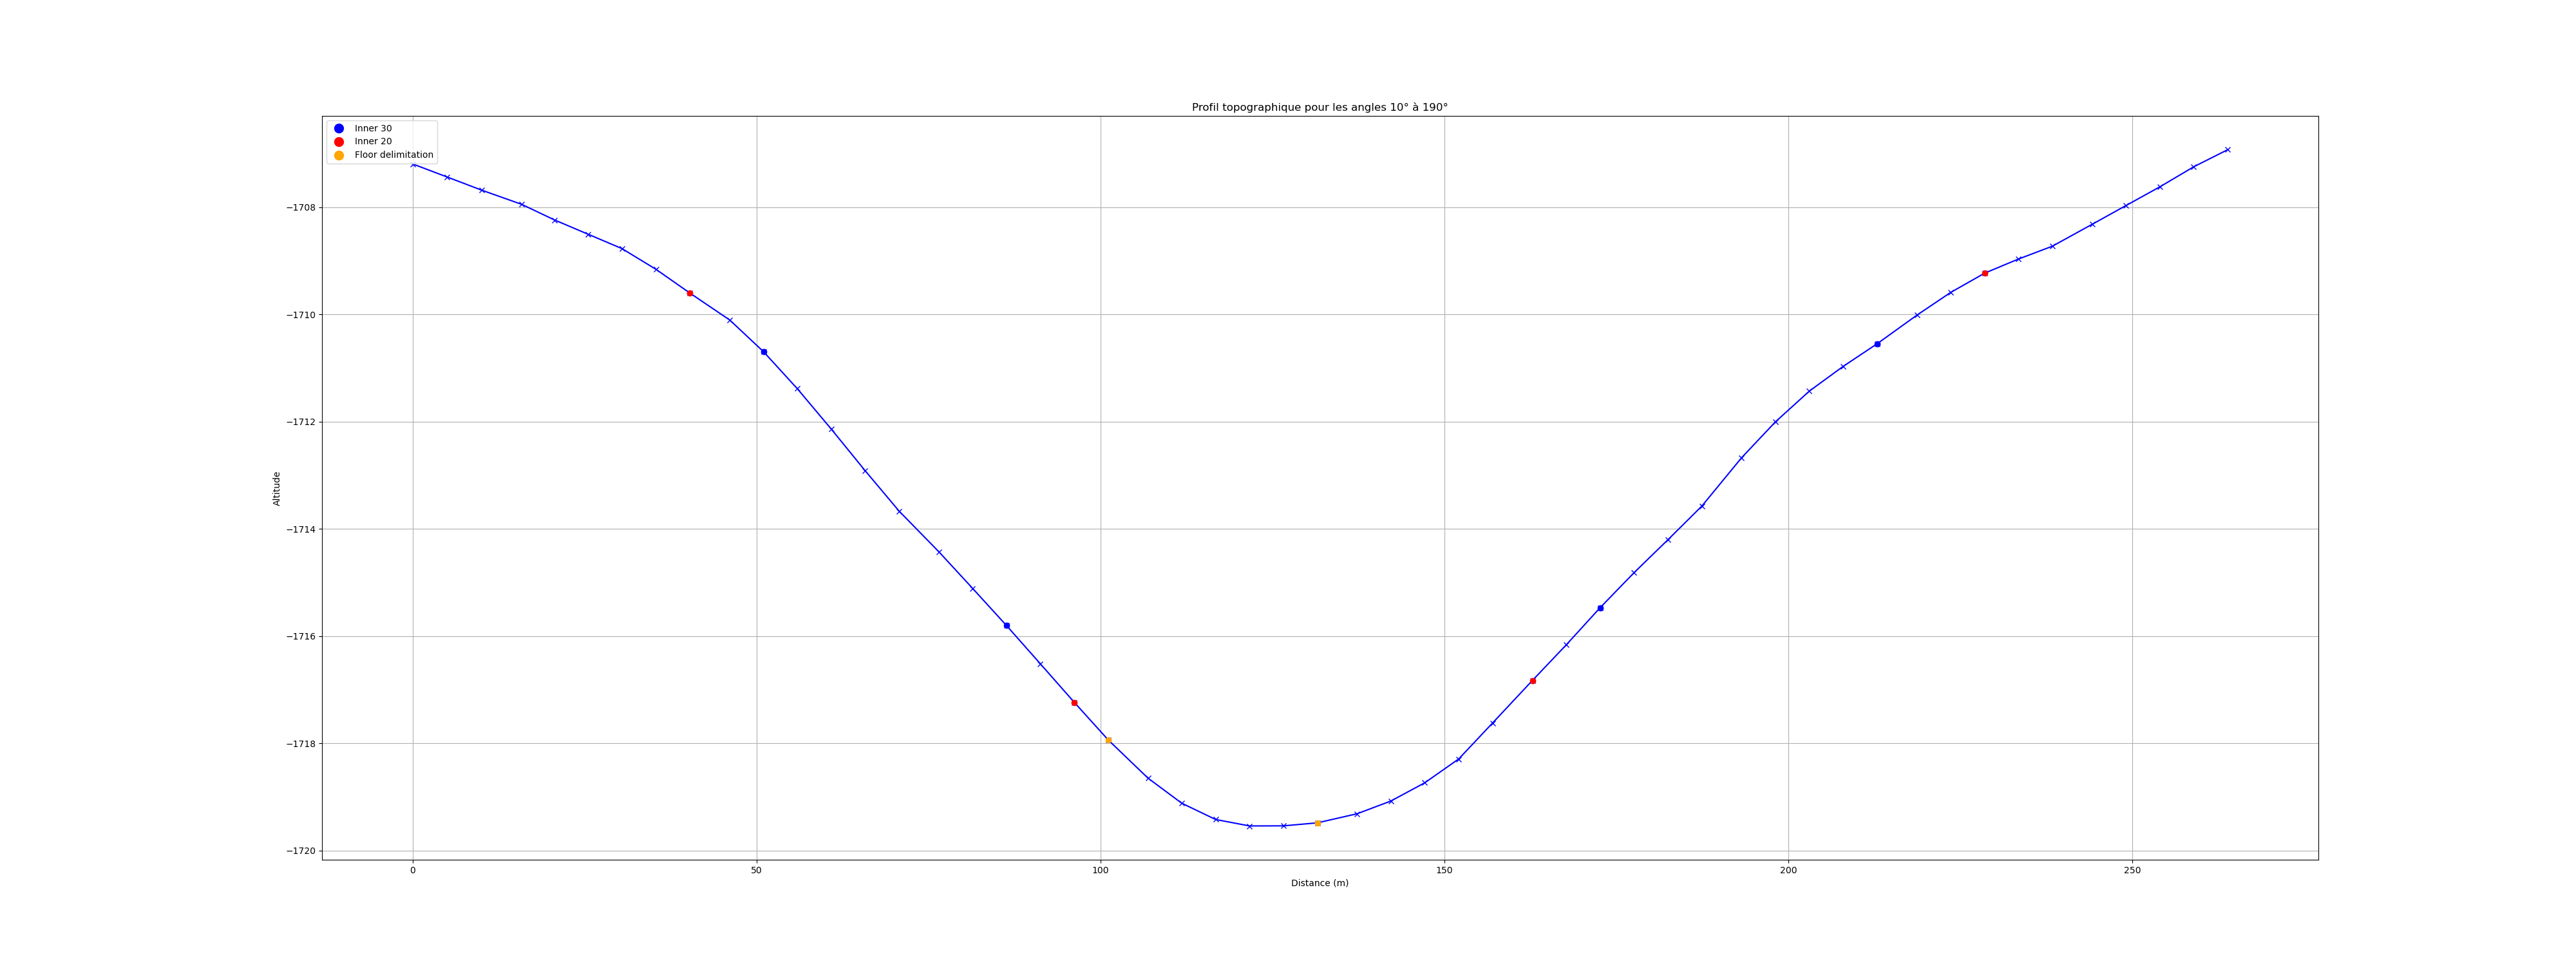 Profil topographique pour les angles 10° à 190°
Inner 30
Inner 20
Floor delimitation
−1708
−1710
−1712
−1714
−1716
−1718
−1720
Altitude
0 50 100 150 200 250
Distance (m)